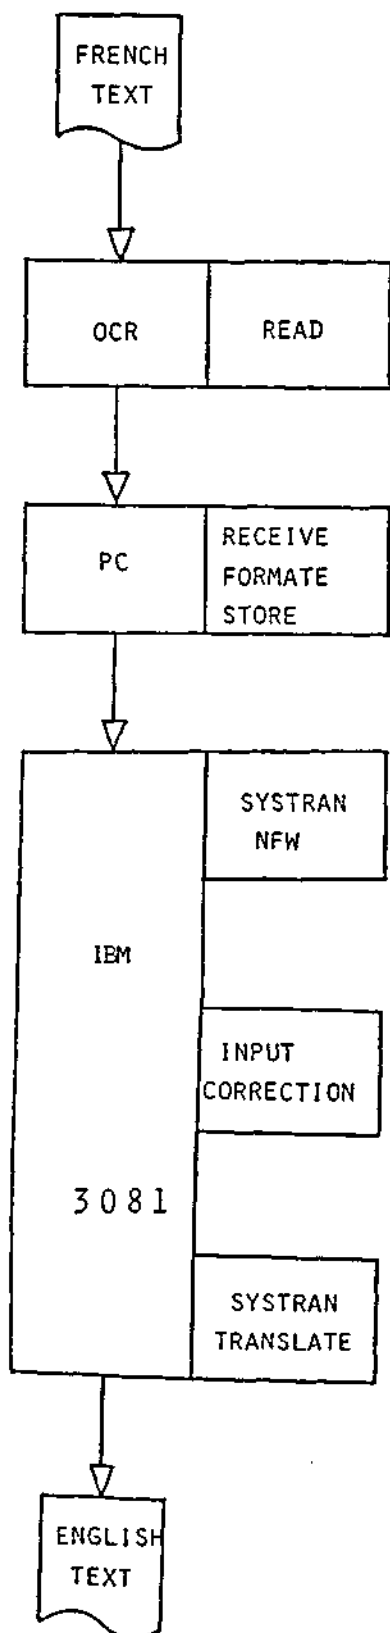 FRENCH
TEXT
OCR
READ
PC
RECEIVE
FORMATE
STORE
SYSTRAN
NFW
IBM
INPUT
CORRECTION
3081
SYSTRAN
TRANSLATE
ENGLISH
TEXT